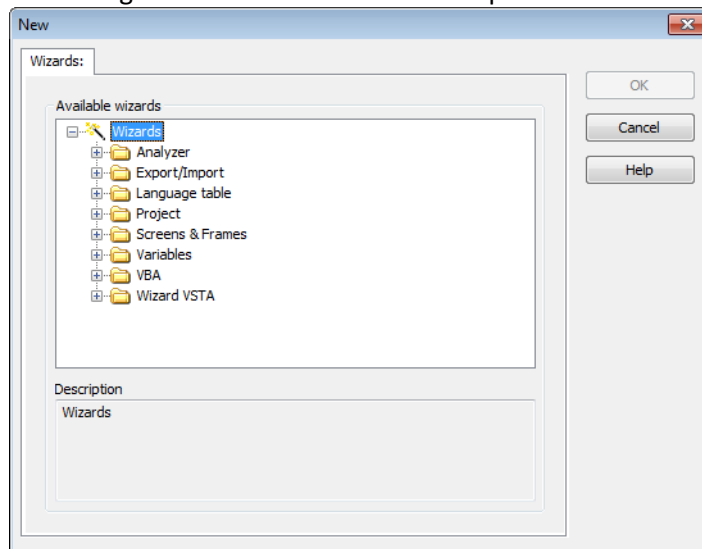 New
Wizards:
OK
Available wizards
Wizards
Cancel
Analyzer
Export/Import
Help
Language table
Project
Screens & Frames
Variables
VBA
Wizard VSTA
Description
Wizards